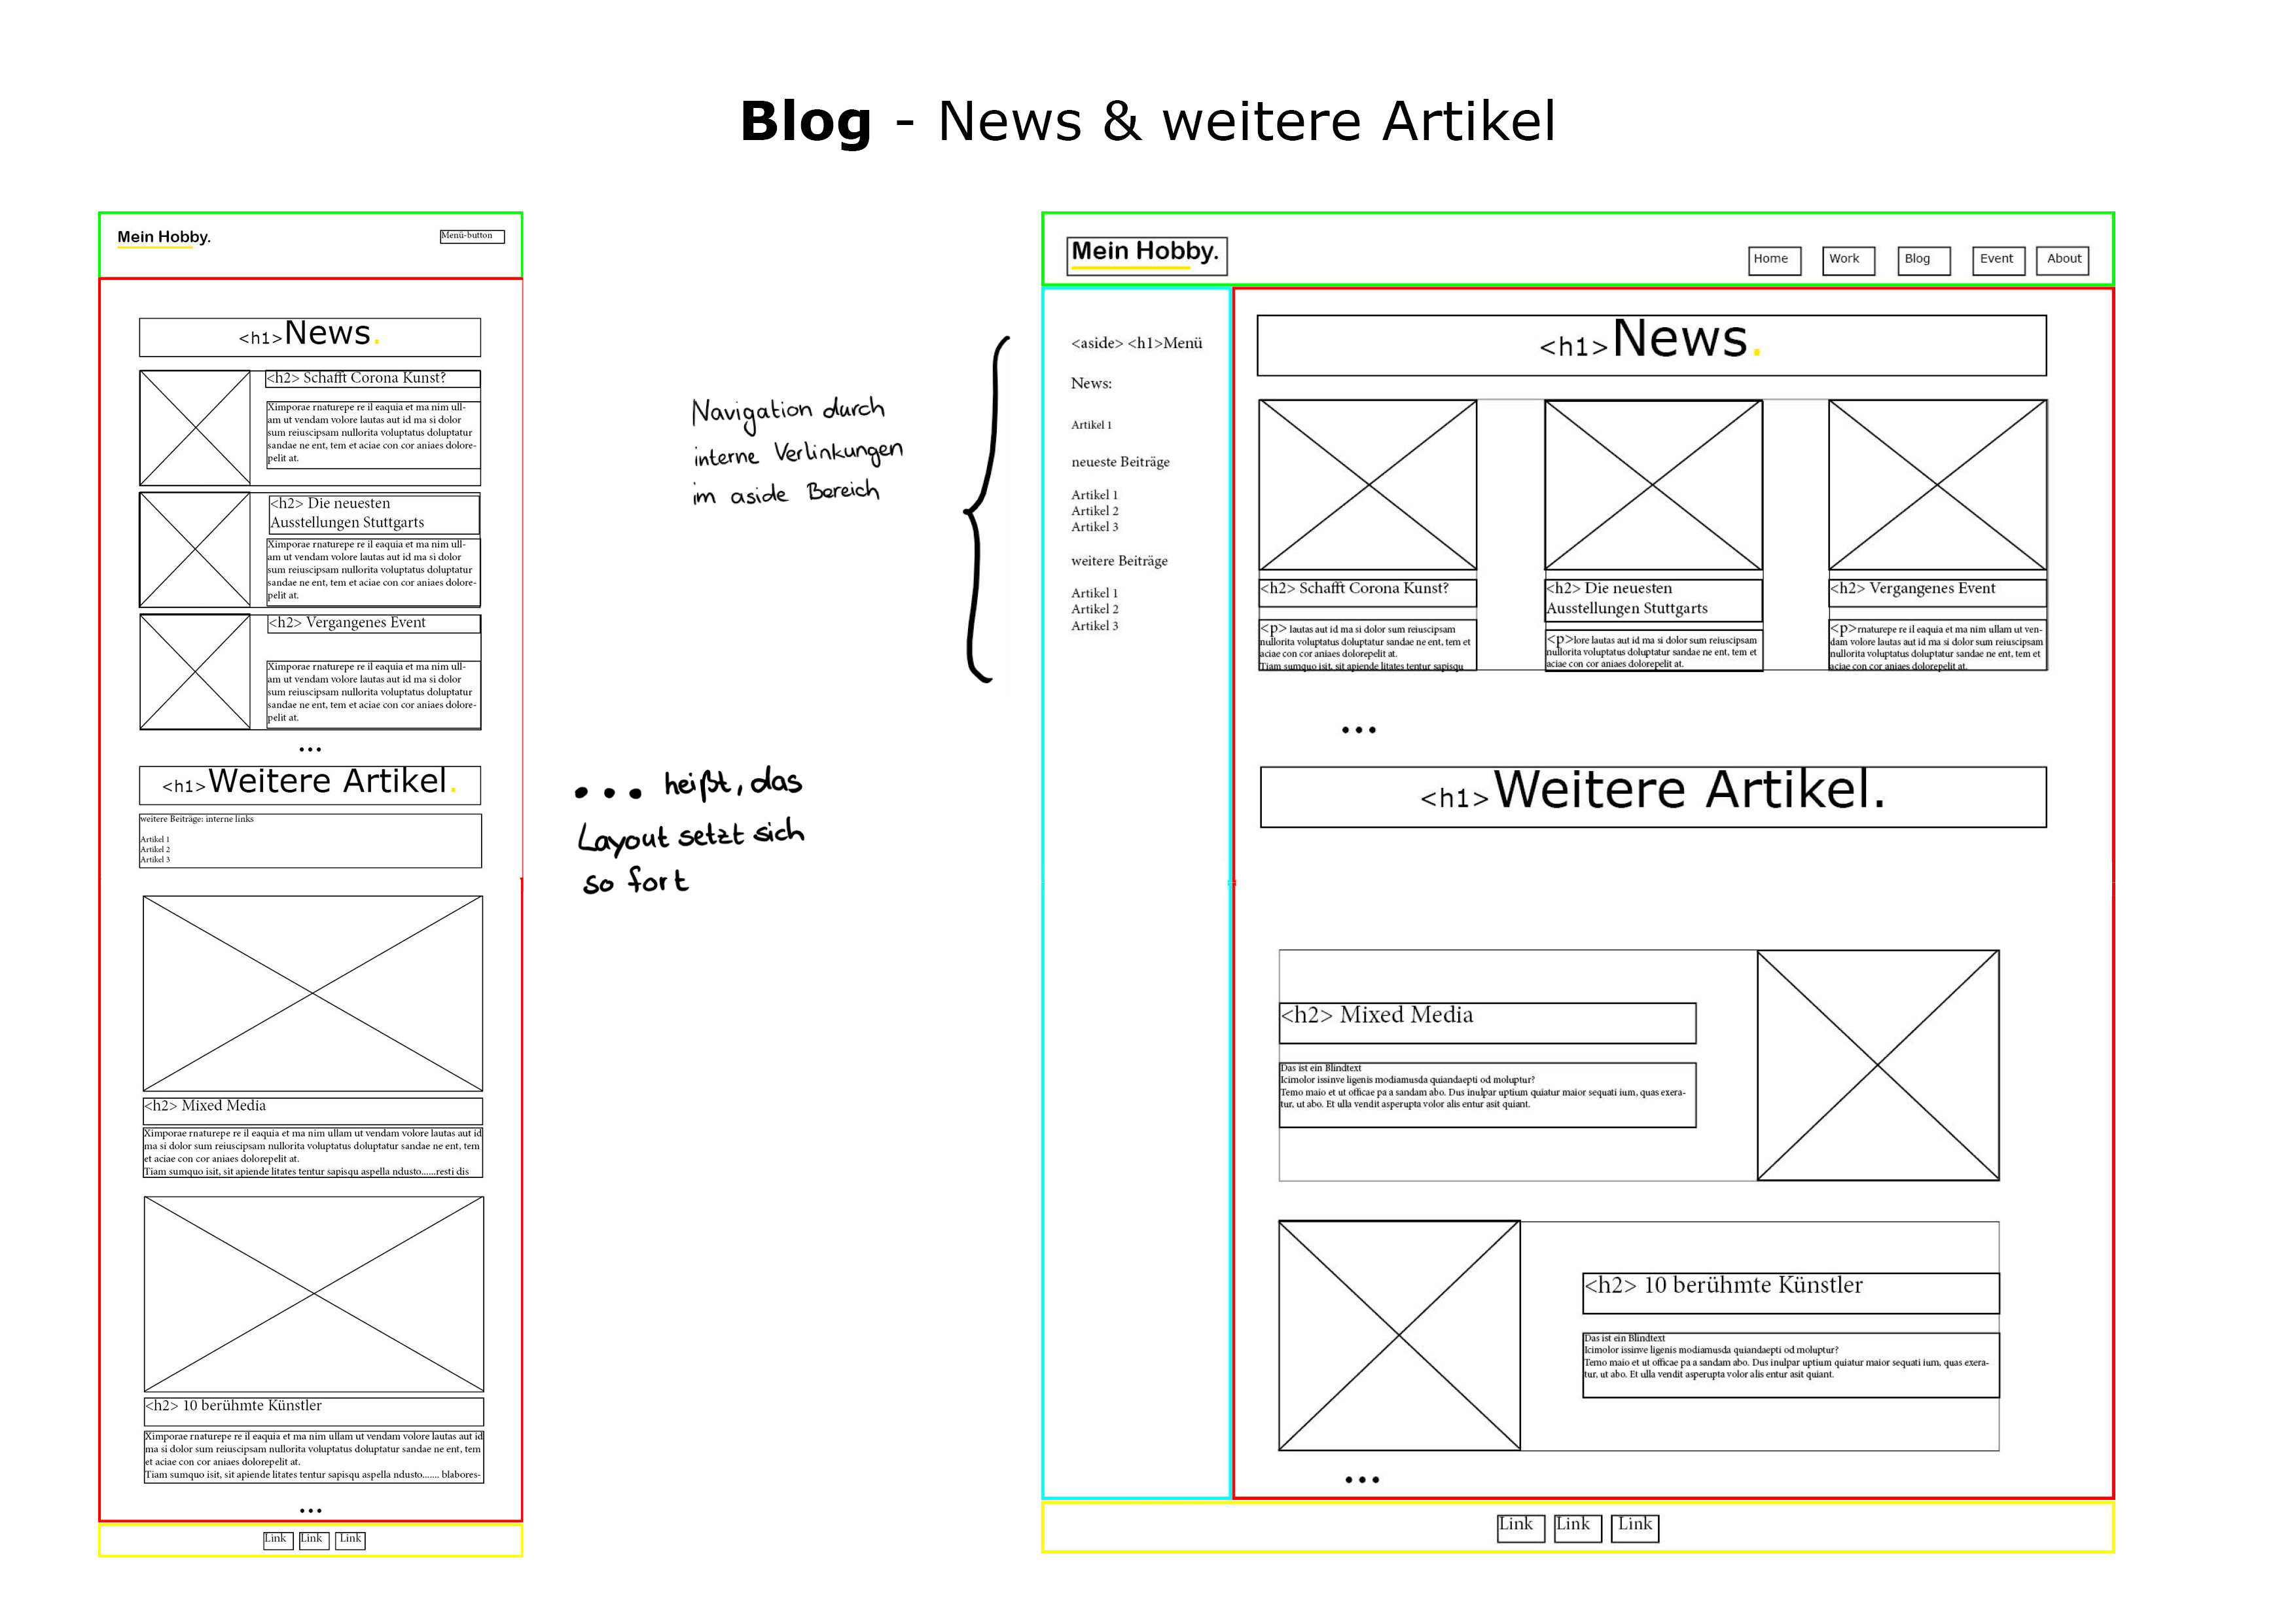 Blog - News & weitere Artikel
Mein Hobby.
Menü-button
<h1>News.
<h2> Schafft Corona Kunst?
Ximporae rnaturepe re il eaquia et ma nim ull-
am ut vendam volore lautas aut id ma si dolor
sum reiuscipsam nullorita voluptatus doluptatur
sandae ne ent, tem et aciae con cor aniaes dolore-
pelit at.
<h2> Die neuesten
Ausstellungen Stuttgarts
Ximporae rnaturepe re il eaquia et ma nim ull-
am ut vendam volore lautas aut id ma si dolor
sum reiuscipsam nullorita voluptatus doluptatur
sandae ne ent, tem et aciae con cor aniaes dolore-
pelit at.
<h2> Vergangenes Event
Ximporae rnaturepe re il eaquia et ma nim ull-
am ut vendam volore lautas aut id ma si dolor
sum reiuscipsam nullorita voluptatus doluptatur
sandae ne ent, tem et aciae con cor aniaes dolore-
pelit at.
...
<h1>Weitere Artikel.
weitere Beiträge: interne links
Artikel 1
Artikel 2
Artikel 3
<h2> Mixed Media
Ximporae rnaturepe re il eaquia et ma nim ullam ut vendam volore lautas aut id
ma si dolor sum reiuscipsam nullorita voluptatus doluptatur sandae ne ent, tem
et aciae con cor aniaes dolorepelit at.
Tiam sumquo isit, sit apiende litates tentur sapisqu aspella ndusto......resti dis
<h2> 10 berühmte Künstler
Ximporae rnaturepe re il eaquia et ma nim ullam ut vendam volore lautas aut id
ma si dolor sum reiuscipsam nullorita voluptatus doluptatur sandae ne ent, tem
et aciae con cor aniaes dolorepelit at.
Tiam sumquo isit, sit apiende litates tentur sapisqu aspella ndusto....... blabores-
...
Link Link Link
Navigation durch
interne Verlinkungen
im aside Bereich
... heißt, das
Layout setzt sich
so fort
Mein Hobby.
Home Work Blog Event About
<aside> <h1>Menü
News:
Artikel 1
neueste Beiträge
Artikel 1
Artikel 2
Artikel 3
weitere Beiträge
Artikel 1
Artikel 2
Artikel 3
<h1>News.
<h2> Schafft Corona Kunst?
<p> lautas aut id ma si dolor sum reiuscipsam
nullorita voluptatus doluptatur sandae ne ent, tem et
aciae con cor aniaes dolorepelit at.
Tiam sumquo isit, sit apiende litates tentur sapisqu
<h2> Die neuesten
Ausstellungen Stuttgarts
<p>lore lautas aut id ma si dolor sum reiuscipsam
nullorita voluptatus doluptatur sandae ne ent, tem et
aciae con cor aniaes dolorepelit at.
<h2> Vergangenes Event
<p>rnaturepe re il eaquia et ma nim ullam ut ven-
dam volore lautas aut id ma si dolor sum reiuscipsam
nullorita voluptatus doluptatur sandae ne ent, tem et
aciae con cor aniaes dolorepelit at.
...
<h1>Weitere Artikel.
<h2> Mixed Media
Das ist ein Blindtext
Icimolor issinve ligenis modiamusda quiandaepti od moluptur?
Temo maio et ut officae pa a sandam abo. Dus inulpar uptium quiatur maior sequati ium, quas exera-
tur, ut abo. Et ulla vendit asperupta volor alis entur asit quiant.
<h2> 10 berühmte Künstler
Das ist ein Blindtext
Icimolor issinve ligenis modiamusda quiandaepti od moluptur?
Temo maio et ut officae pa a sandam abo. Dus inulpar uptium quiatur maior sequati ium, quas exera-
tur, ut abo. Et ulla vendit asperupta volor alis entur asit quiant.
...
Link Link Link